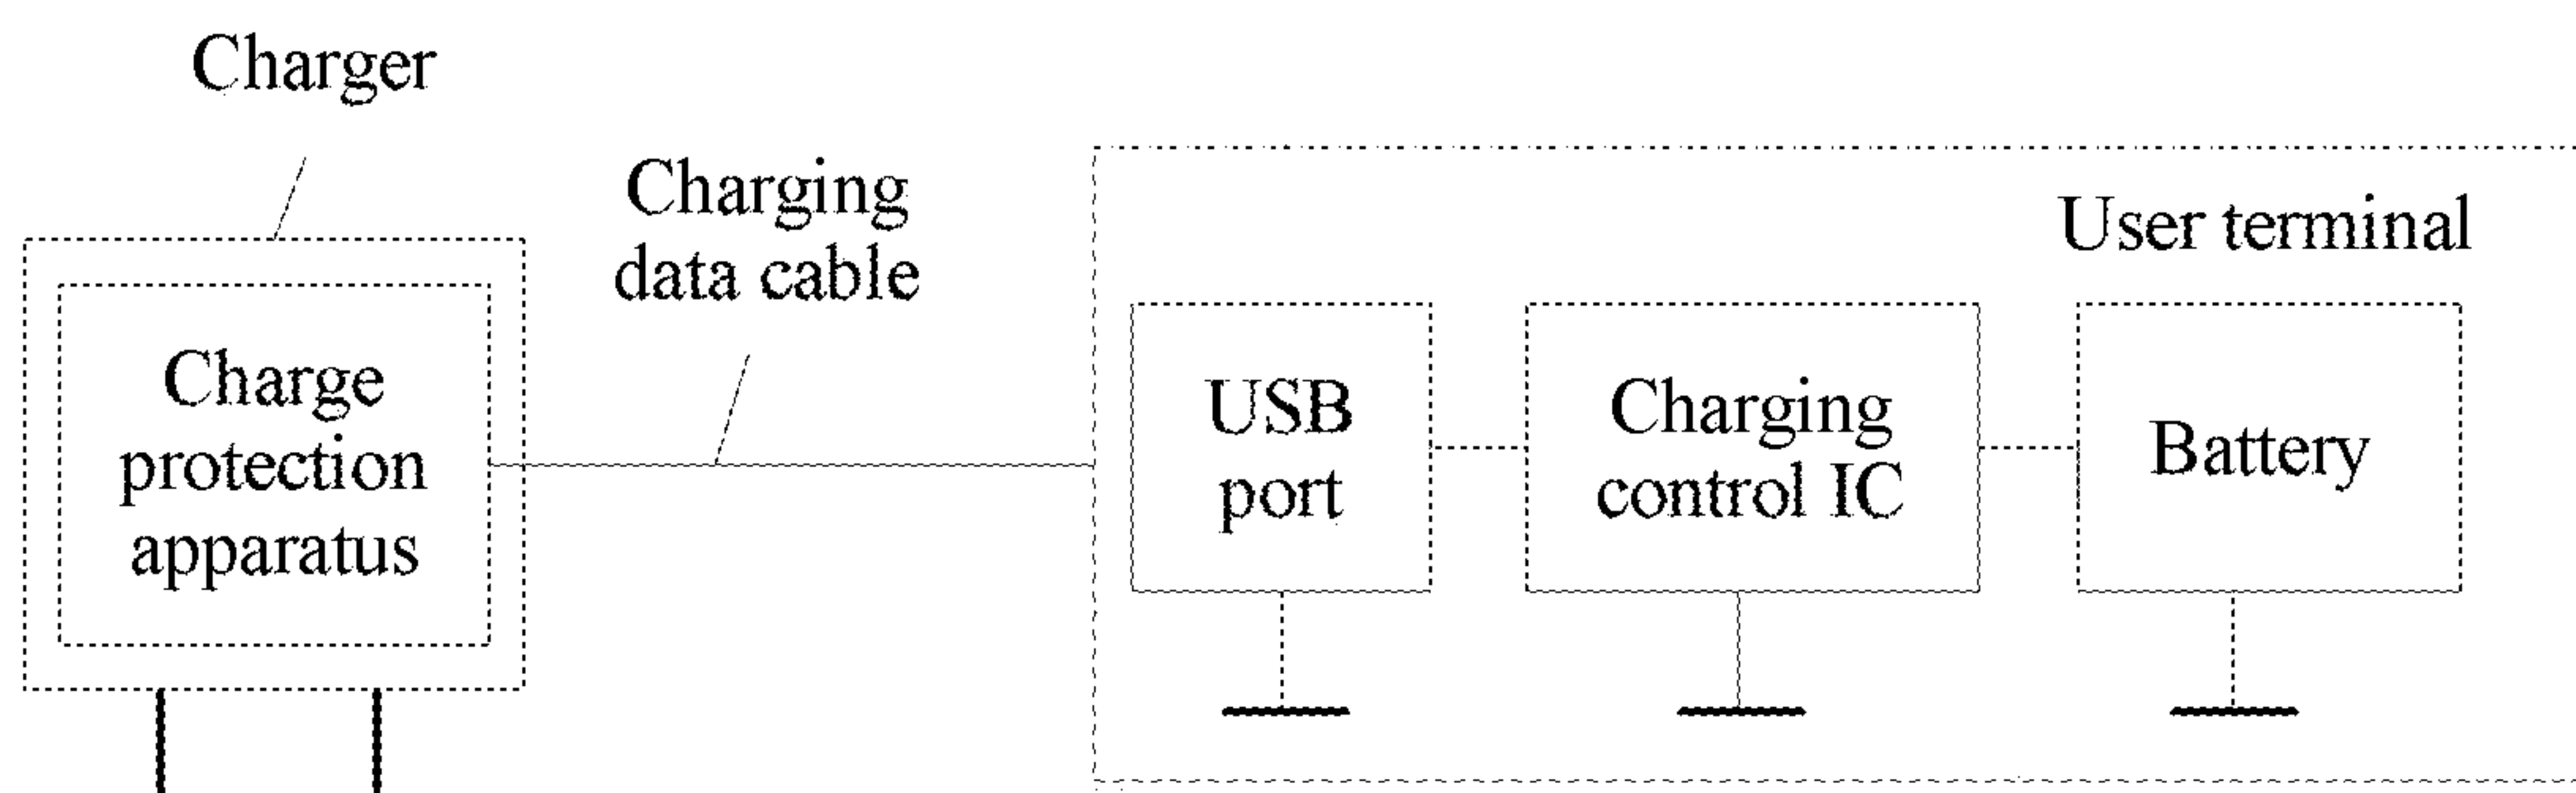 Charger
Charging
data cable
User terminal
Charge
protection
apparatus
USB
port
Charging
control IC
Battery